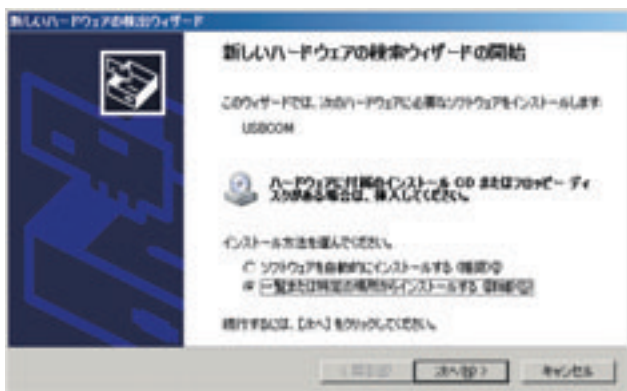 新しいハードウェアの検出ウィザード
新しいハードウェアの検索ウィザードの開始
このウィザードでは、次のハードウェアに必要なソフトウェアをインストールします:
USBCOM
ハードウェアに付属のインストール CD またはフロッピー ディ
スクがある場合は、挿入してください。
インストール方法を選んでください。
ソフトウェアを自動的にインストールする (推奨)(I)
一覧または特定の場所からインストールする (詳細)(S)
続行するには、[次へ] をクリックしてください。
< 戻る(B)
次へ(N) >
キャンセル